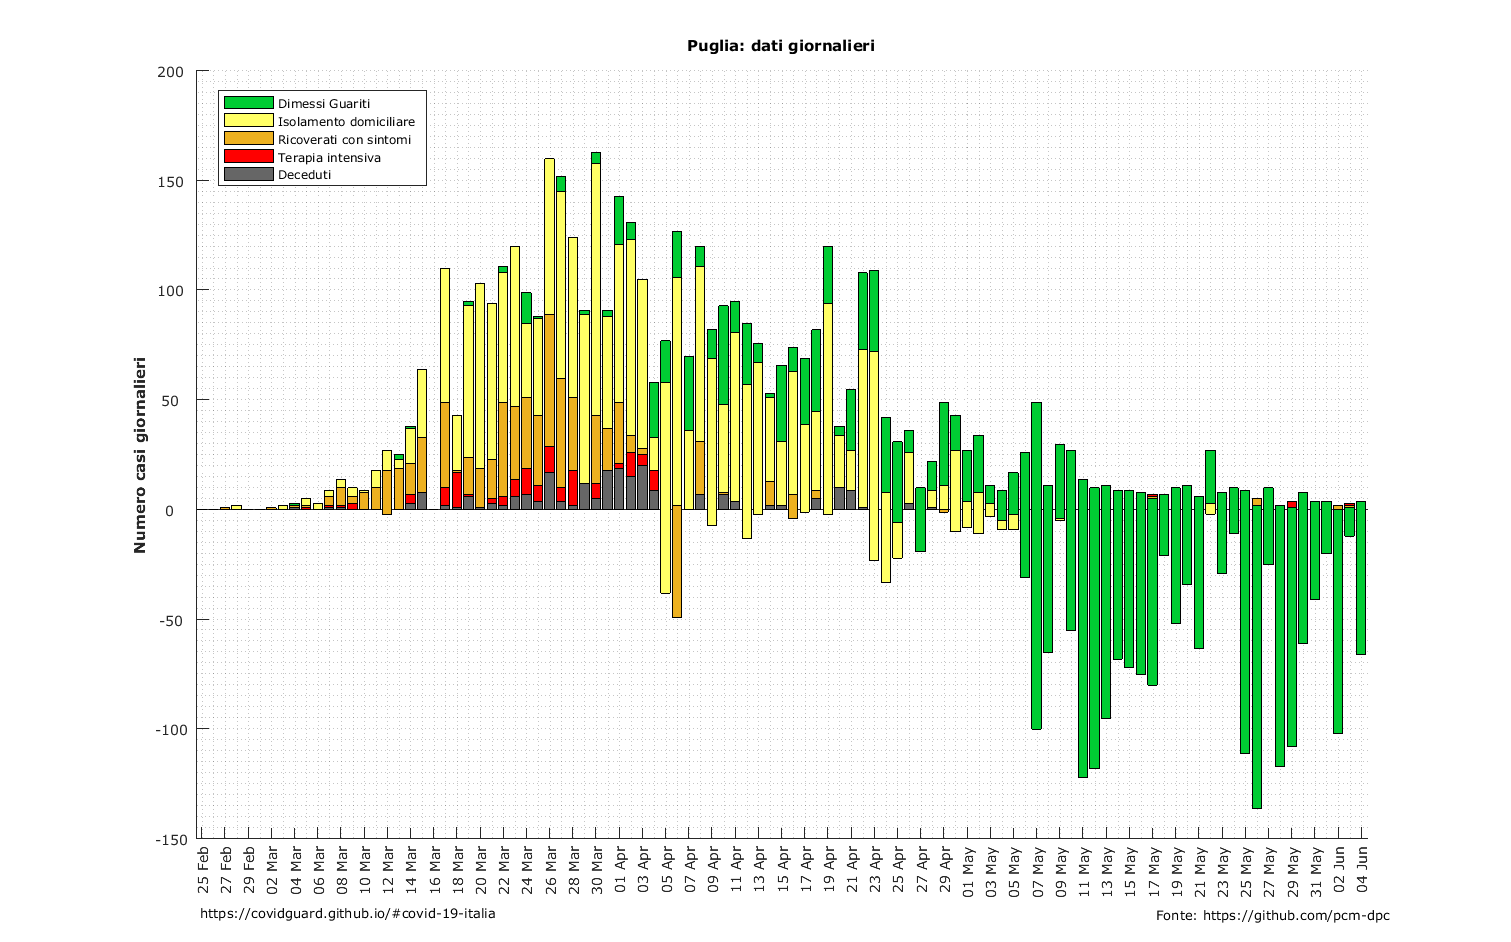 Puglia: dati giornalieri
Numero casi giornalieri
200
150
100
50
0
-50
-100
-150
Dimessi Guariti
Isolamento domiciliare
Ricoverati con sintomi
Terapia intensiva
Deceduti
25 Feb
27 Feb
29 Feb
02 Mar
04 Mar
06 Mar
08 Mar
10 Mar
12 Mar
14 Mar
16 Mar
18 Mar
20 Mar
22 Mar
24 Mar
26 Mar
28 Mar
30 Mar
01 Apr
03 Apr
05 Apr
07 Apr
09 Apr
11 Apr
13 Apr
15 Apr
17 Apr
19 Apr
21 Apr
23 Apr
25 Apr
27 Apr
29 Apr
01 May
03 May
05 May
07 May
09 May
11 May
13 May
15 May
17 May
19 May
21 May
23 May
25 May
27 May
29 May
31 May
02 Jun
04 Jun
https://covidguard.github.io/#covid-19-italia
Fonte: https://github.com/pcm-dpc